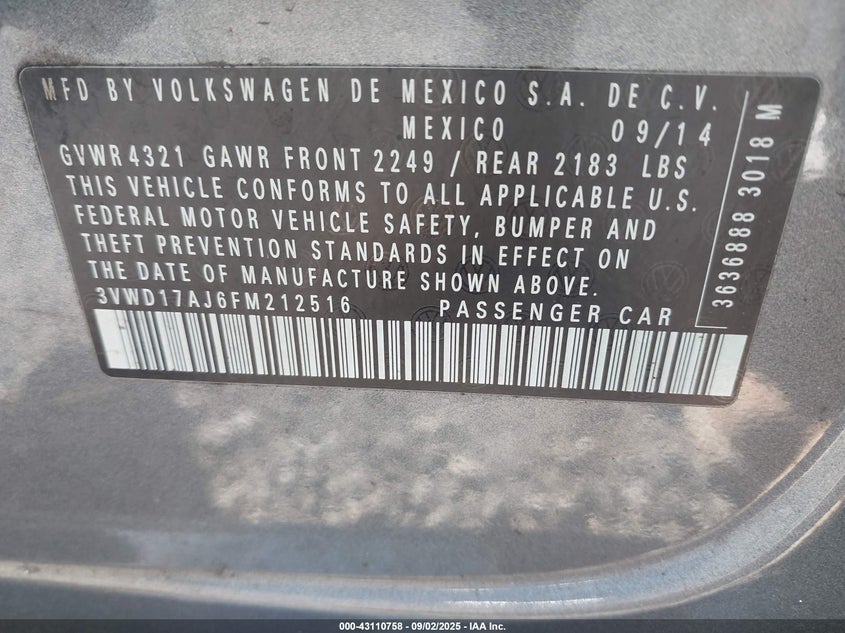 MFD BY VOLKSWAGEN DE MEXICO S.A. DE C.V.
MEXICO 09/14
GVWR 4321 GAWR FRONT 2249 / REAR 2183 LBS
THIS VEHICLE CONFORMS TO ALL APPLICABLE U.S.
FEDERAL MOTOR VEHICLE SAFETY, BUMPER AND
THEFT PREVENTION STANDARDS IN EFFECT ON
THE DATE OF MANUFACTURE SHOWN ABOVE.
3VWD17AJ6FM212516 PASSENGER CAR
3636888 3018 M
000-43110758 - 09/02/2025 - IAA Inc.